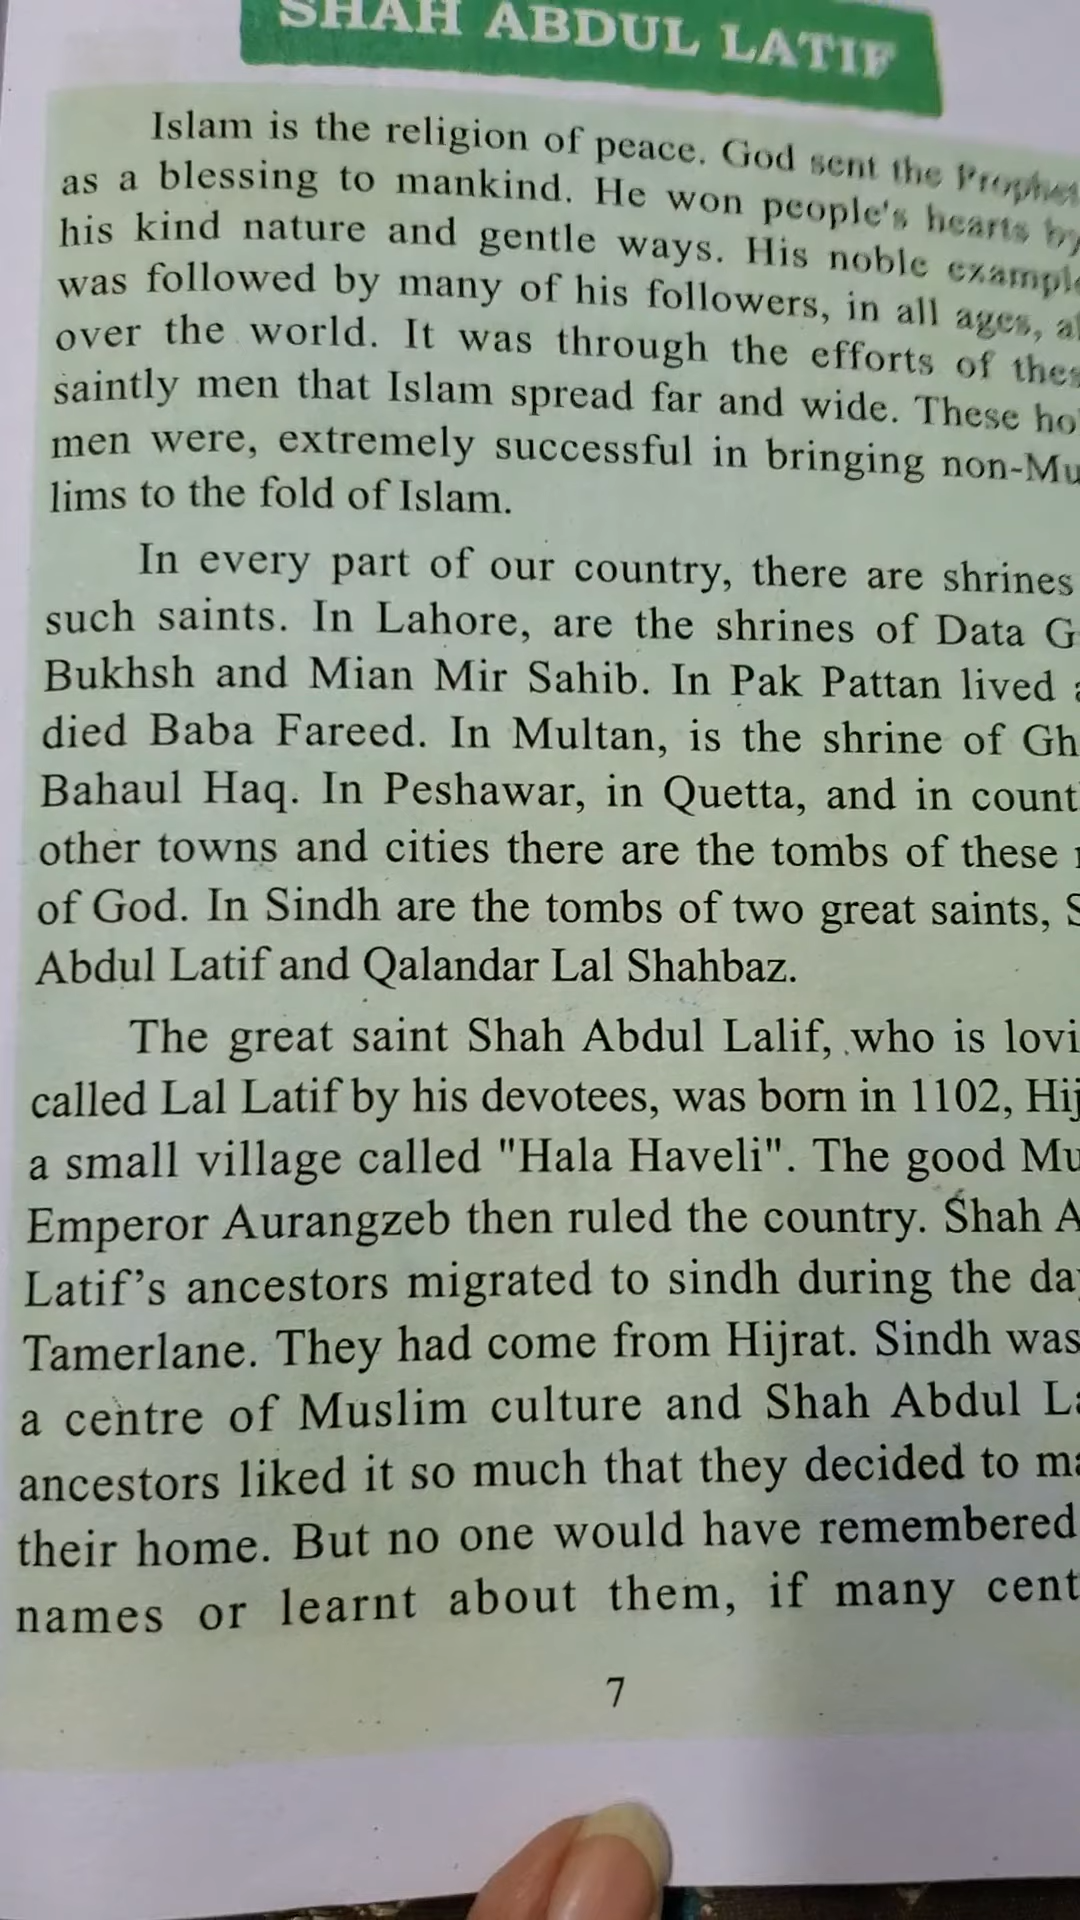 SHAH ABDUL LATIF
Islam is the religion of peace. God sent the Prophet
as a blessing to mankind. He won people's hearts by
his kind nature and gentle ways. His noble example
was followed by many of his followers, in all ages,
over the world. It was through the efforts of
saintly men that Islam spread far and wide. These
men were, extremely successful in bringing non-Mu
lims to the fold of Islam.
In every part of our country, there are shrines
such saints. In Lahore, are the shrines of Data G
Bukhsh and Mian Mir Sahib. In Pak Pattan lived
died Baba Fareed. In Multan, is the shrine of Gh
Bahaul Haq. In Peshawar, in Quetta, and in count
other towns and cities there are the tombs of these
of God. In Sindh are the tombs of two great saints, S
Abdul Latif and Qalandar Lal Shahbaz.
The great saint Shah Abdul Lalif, who is lovi
called Lal Latif by his devotees, was born in 1102, Hij
a small village called "Hala Haveli". The good Mu
Emperor Aurangzeb then ruled the country. Shah A
Latif’s ancestors migrated to sindh during the da
Tamerlane. They had come from Hijrat. Sindh was
a centre of Muslim culture and Shah Abdul La
ancestors liked it so much that they decided to ma
their home. But no one would have remembered
names or learnt about them, if many cent
7